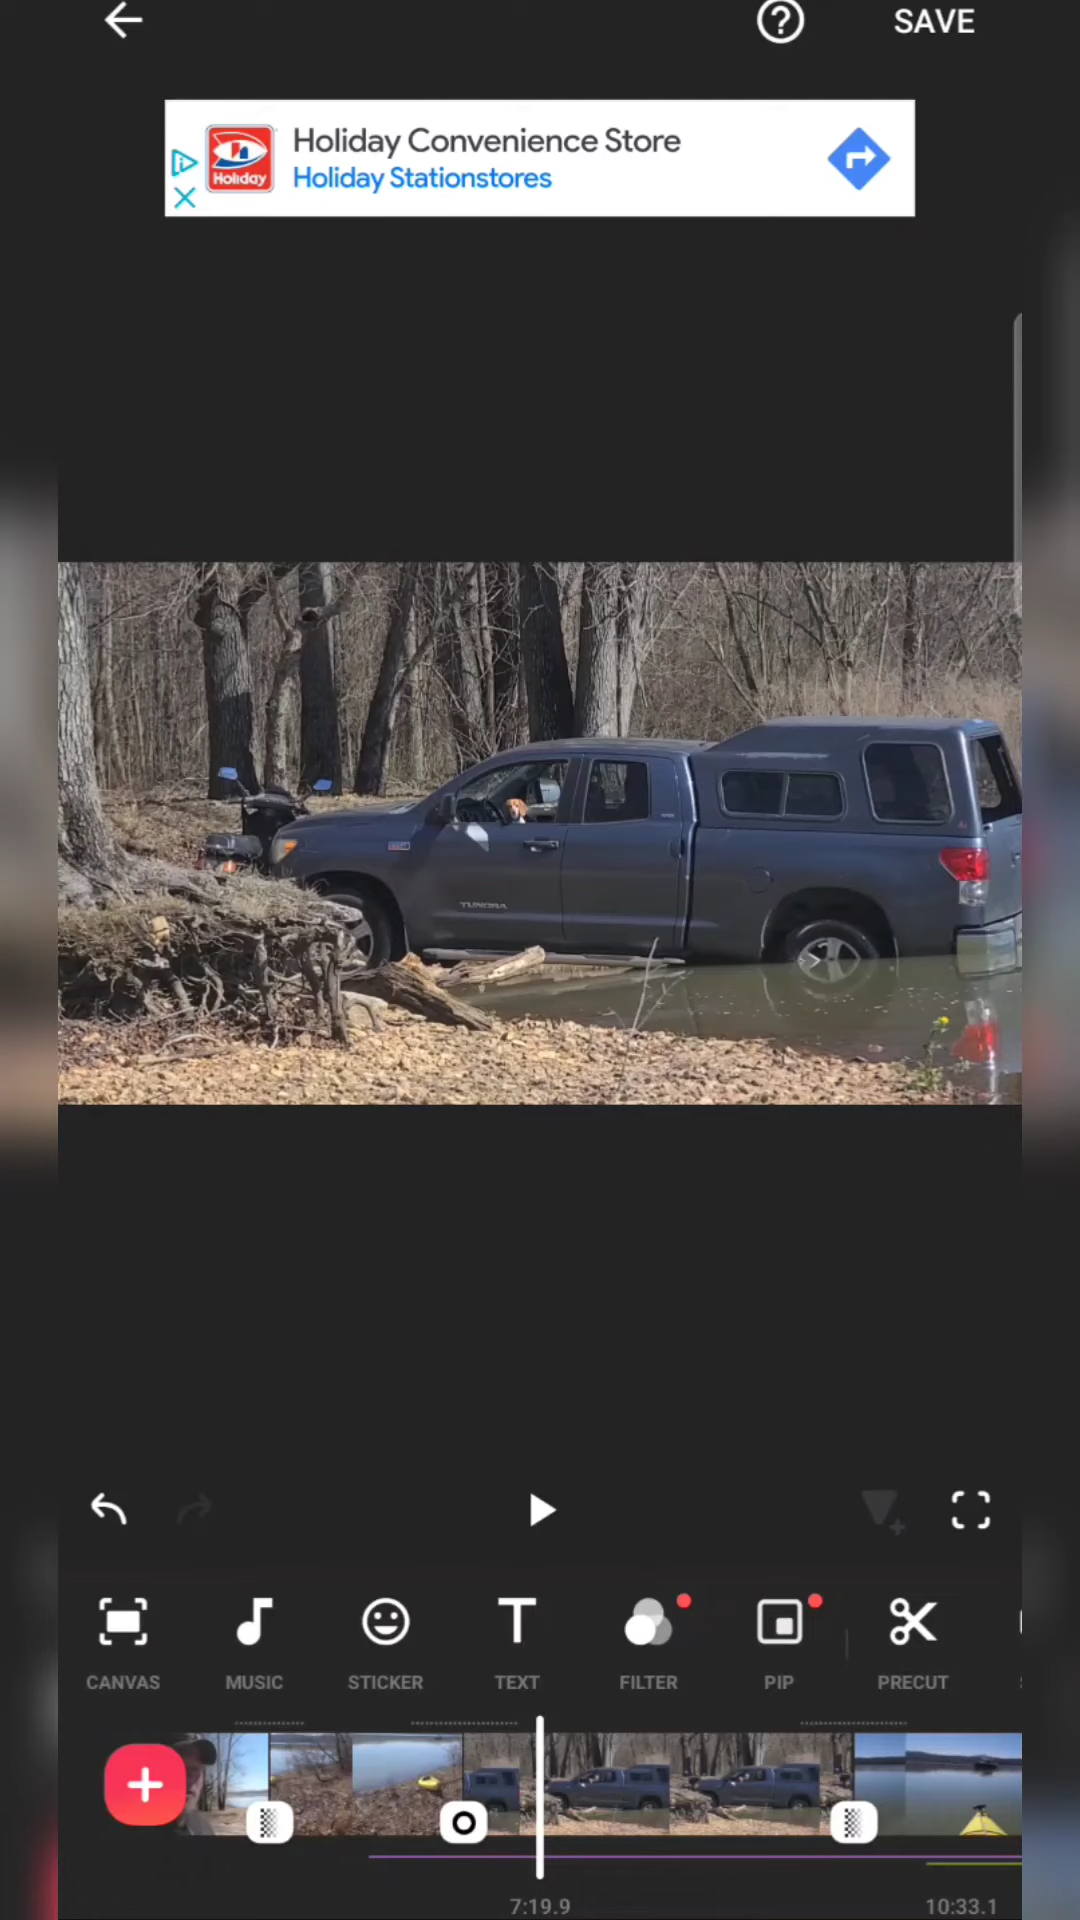 SAVE
Holiday Convenience Store
Holiday
Holiday Stationstores
TUNDRA
CANVAS
MUSIC
STICKER
TEXT
FILTER
PIP
PRECUT
7:19.9
10:33.1